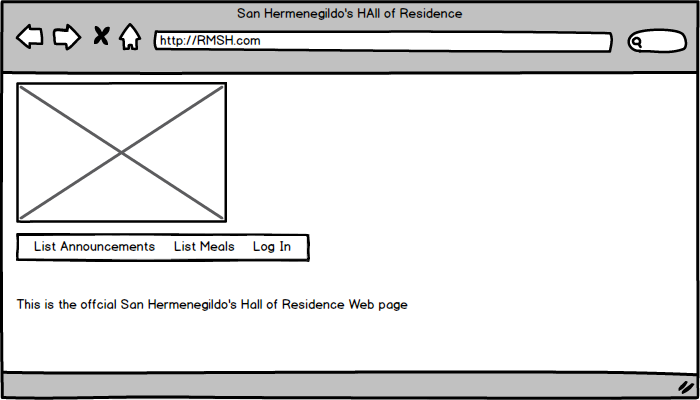 San Hermenegildo's HAll of Residence
http://RMSH.com
List Announcements List Meals Log In
This is the offcial San Hermenegildo's Hall of Residence Web page